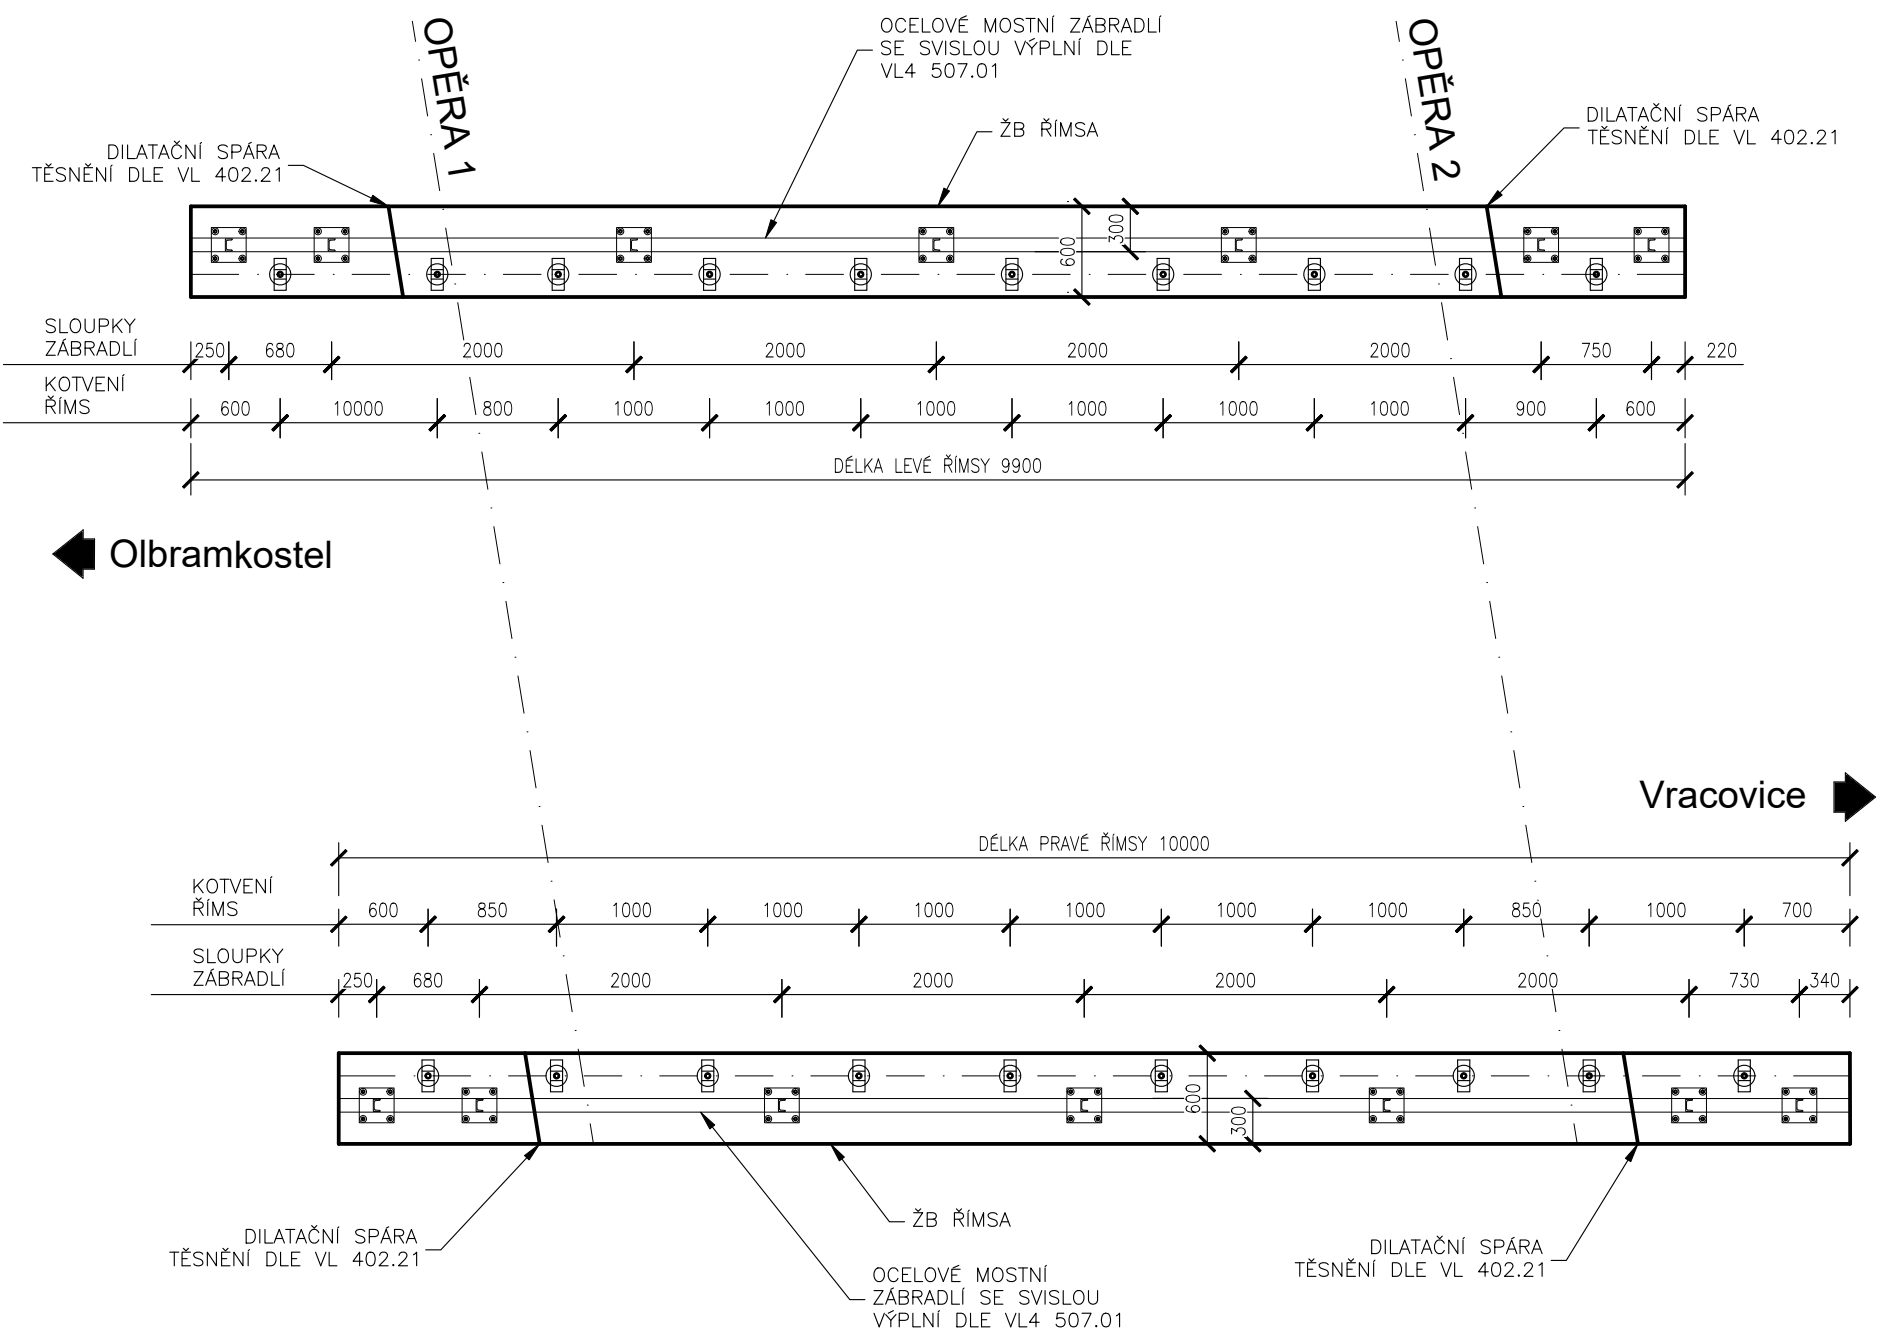 OPĚRA 1
OCELOVÉ MOSTNÍ ZÁBRADLÍ
SE SVISLOU VÝPLNÍ DLE
VL4 507.01
OPĚRA 2
ŽB ŘÍMSA
DILATAČNÍ SPÁRA
TĚSNĚNÍ DLE VL 402.21
DILATAČNÍ SPÁRA
TĚSNĚNÍ DLE VL 402.21
600
300
SLOUPKY
ZÁBRADLÍ
250 680 2000 2000 2000 2000 750 220
KOTVENÍ
ŘÍMS
600 10000 800 1000 1000 1000 1000 1000 1000 900 600
DÉLKA LEVÉ ŘÍMSY 9900
Olbramkostel
Vracovice
DÉLKA PRAVÉ ŘÍMSY 10000
KOTVENÍ
ŘÍMS
600 850 1000 1000 1000 1000 1000 1000 850 1000 700
SLOUPKY
ZÁBRADLÍ
250 680 2000 2000 2000 2000 730 340
600
300
ŽB ŘÍMSA
DILATAČNÍ SPÁRA
TĚSNĚNÍ DLE VL 402.21
DILATAČNÍ SPÁRA
TĚSNĚNÍ DLE VL 402.21
OCELOVÉ MOSTNÍ
ZÁBRADLÍ SE SVISLOU
VÝPLNÍ DLE VL4 507.01